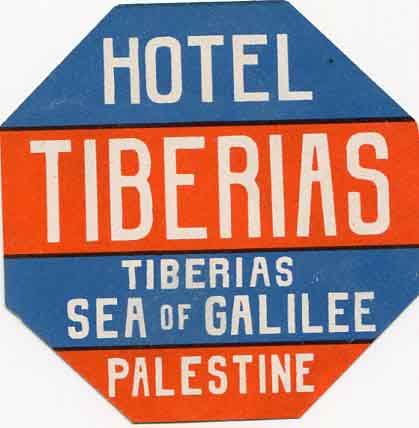 HOTEL
TIBERIAS
TIBERIAS
SEA OF GALILEE
PALESTINE